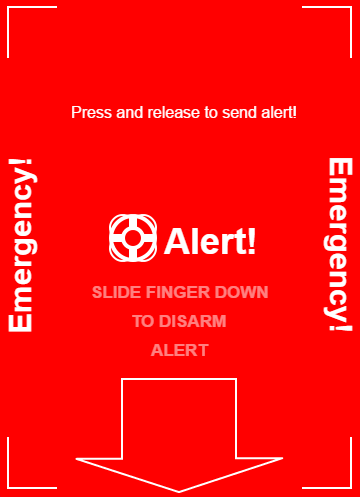 Press and release to send alert!
Emergency!
Emergency!
Alert!
SLIDE FINGER DOWN
TO DISARM
ALERT